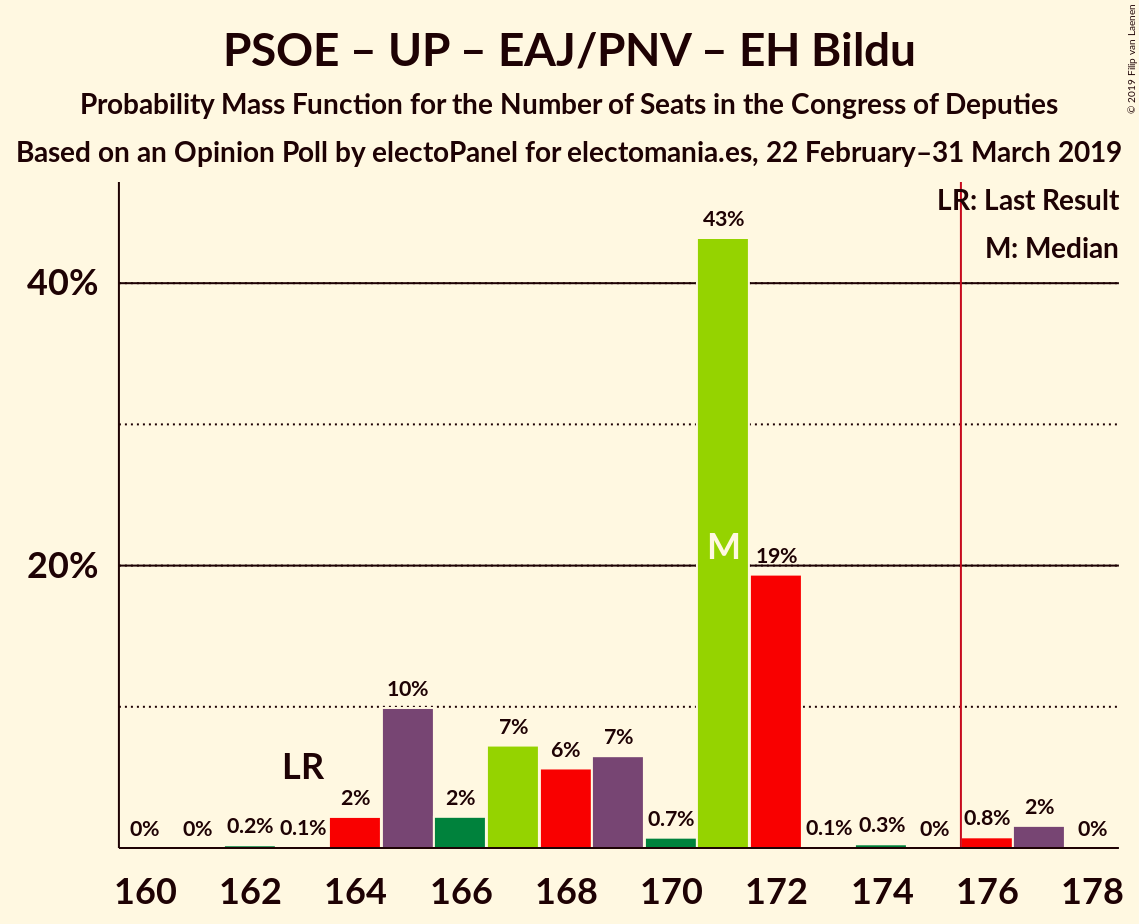 PSOE – UP – EAJ/PNV – EH Bildu
Probability Mass Function for the Number of Seats in the Congress of Deputies
Based on an Opinion Poll by electoPanel for electomania.es, 22 February–31 March 2019
© 2019 Filip van Laenen
LR: Last Result
M: Median
40%
20%
0%
0%
0.2%
0.1%
LR
2%
10%
2%
7%
6%
7%
0.7%
43%
M
19%
0.1%
0.3%
0%
0.8%
2%
0%
160 162 164 166 168 170 172 174 176 178